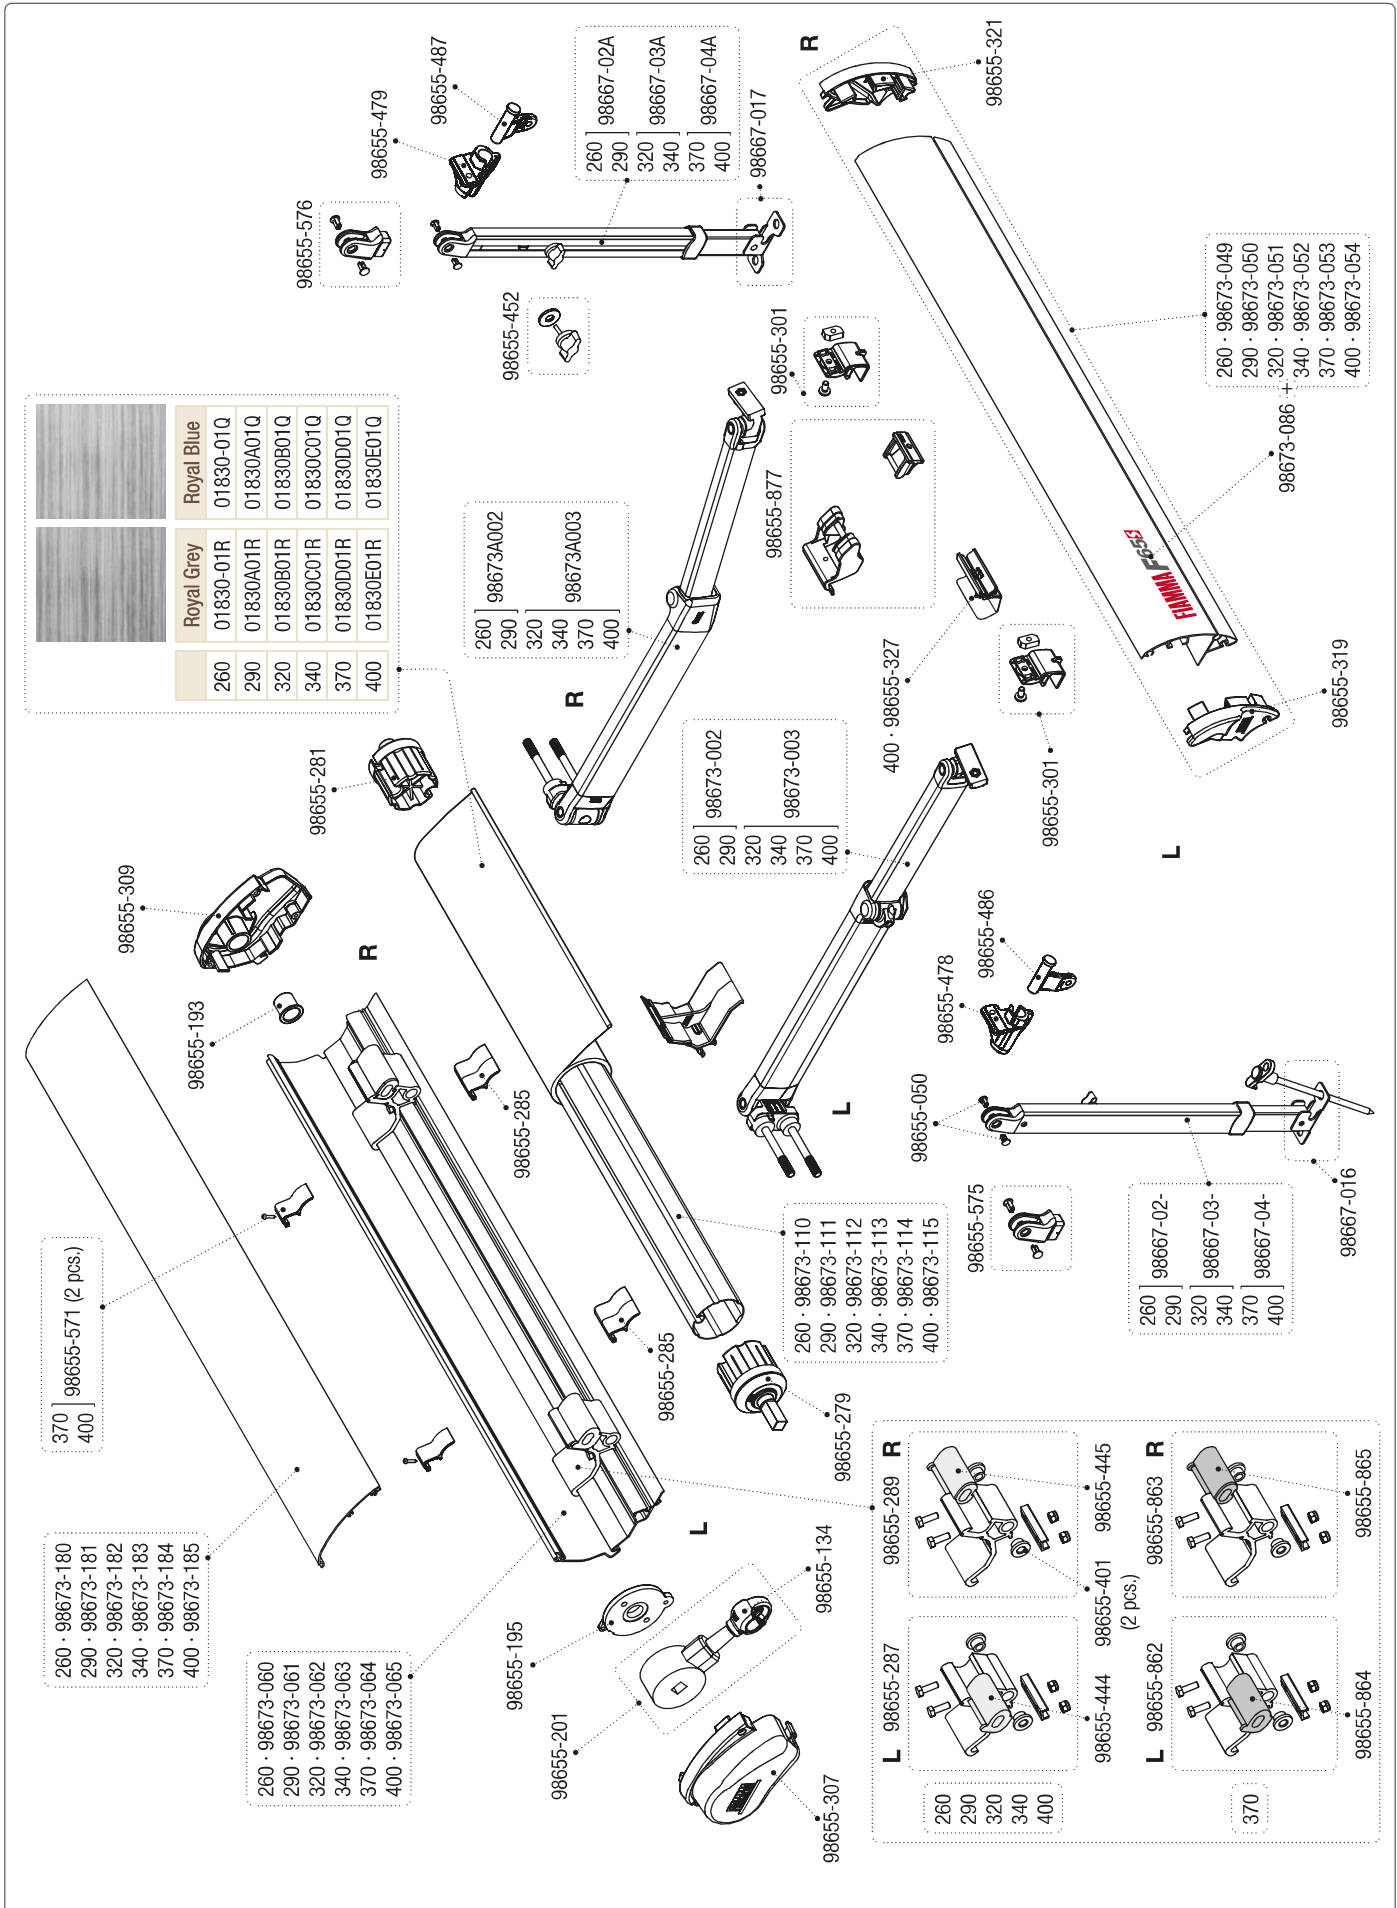 260 · 98673-180
290 · 98673-181
320 · 98673-182
340 · 98673-183
370 · 98673-184
400 · 98673-185
370
400
98655-571 (2 pcs.)
98655-193
98655-309
98655-281
Royal Grey
Royal Blue
260 01830-01R 01830-01Q
290 01830A01R 01830A01Q
320 01830B01R 01830B01Q
340 01830C01R 01830C01Q
370 01830D01R 01830D01Q
400 01830E01R 01830E01Q
98655-576
98655-479
98655-487
260
290
98667-02A
320
340
98667-03A
370
400
98667-04A
98667-017
98655-452
R
98655-321
260 · 98673-060
290 · 98673-061
320 · 98673-062
340 · 98673-063
370 · 98673-064
400 · 98673-065
R
98655-285
98655-285
L
260
290
98673A002
320
340
370
400
98673A003
R
98655-301
98655-877
400 · 98655-327
98655-301
260
290
98673-002
320
340
370
400
98673-003
L
260 · 98673-049
290 · 98673-050
320 · 98673-051
340 · 98673-052
370 · 98673-053
400 · 98673-054
98673-086 +
FIAMMA F65S
98655-319
L
98655-195
98655-201
98655-134
98655-307
98655-279
260 · 98673-110
290 · 98673-111
320 · 98673-112
340 · 98673-113
370 · 98673-114
400 · 98673-115
98655-050
98655-478
98655-486
98655-575
260
290
98667-02-
320
340
98667-03-
370
400
98667-04-
98667-016
L 98655-287
98655-289 R
260
290
320
340
400
98655-444
98655-401
(2 pcs.)
98655-445
L 98655-862
98655-863 R
370
98655-864
98655-865